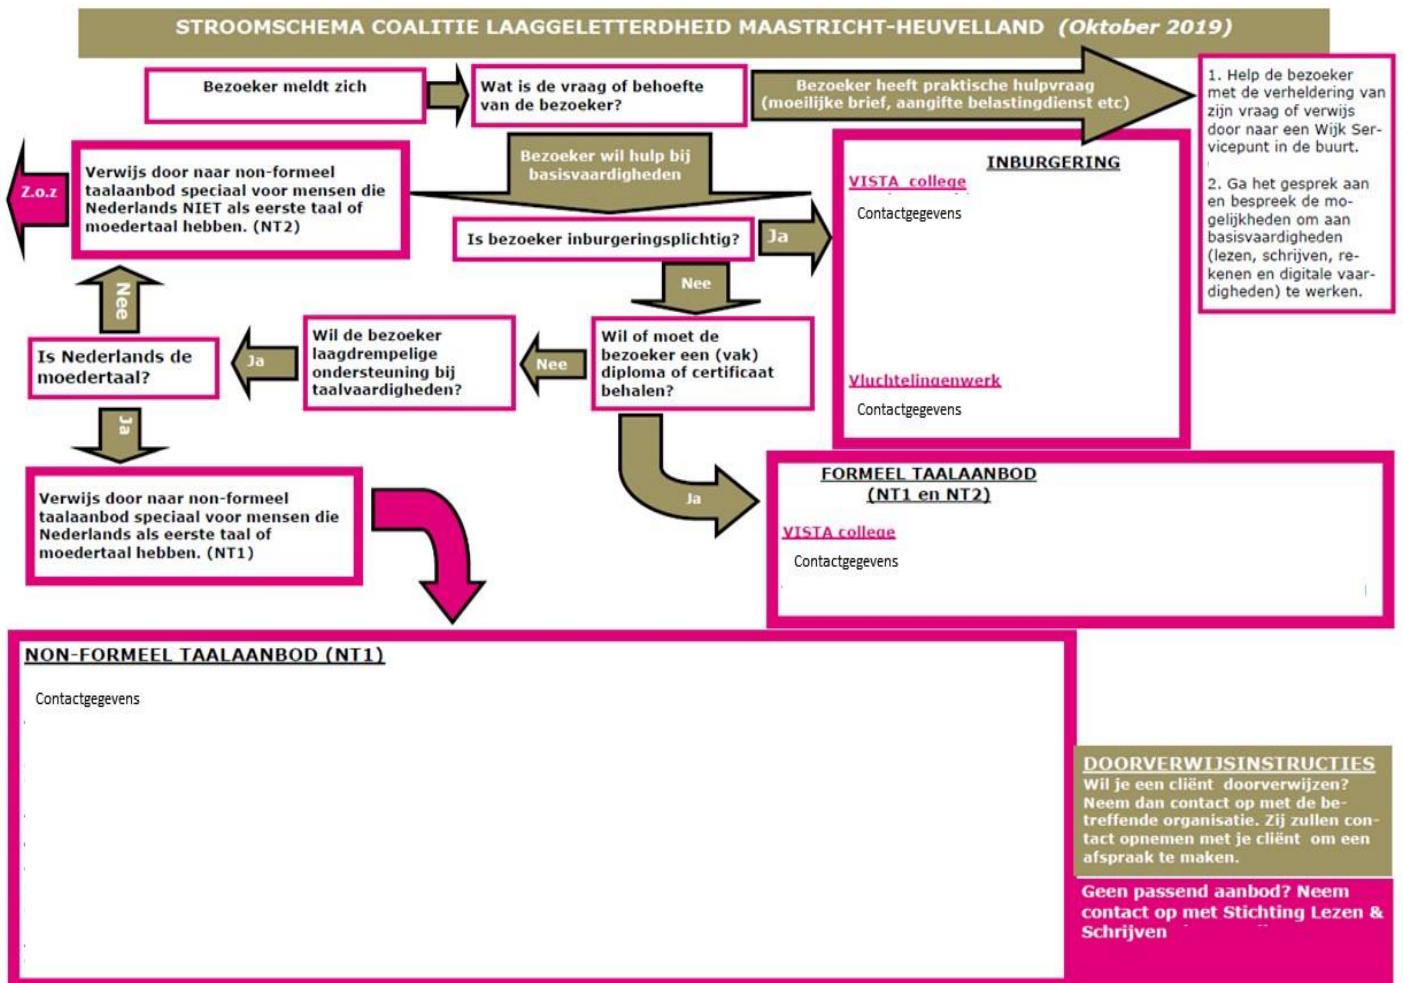 STROOMSCHEMA COALITIE LAAGGELETTERDHEID MAASTRICHT-HEUVELLAND (Oktober 2019)
Bezoeker meldt zich
Wat is de vraag of behoefte
van de bezoeker?
Bezoeker heeft praktische hulpvraag
(moeilijke brief, aangifte belastingdienst etc)
1. Help de bezoeker
met de verheldering van
zijn vraag of verwijs
door naar een Wijk Ser-
vicepunt in de buurt.
2. Ga het gesprek aan
en bespreek de mo-
gelijkheden om aan
basisvaardigheden
(lezen, schrijven, re-
kenen en digitale vaar-
digheden) te werken.
Bezoeker wil hulp bij
basisvaardigheden
Is bezoeker inburgeringsplichtig?
Ja
INBURGERING
VISTA college
Contactgegevens
Vluchtelingenwerk
Contactgegevens
Nee
Wil of moet de
bezoeker een (vak)
diploma of certificaat
behalen?
Ja
FORMEEL TAALAANBOD
(NT1 en NT2)
VISTA college
Contactgegevens
Nee
Wil de bezoeker
laagdrempelige
ondersteuning bij
taalvaardigheden?
Ja
Is Nederlands de
moedertaal?
Nee
Verwijs door naar non-formeel
taalaanbod speciaal voor mensen die
Nederlands NIET als eerste taal of
moedertaal hebben. (NT2)
Z.o.z
Ja
Verwijs door naar non-formeel
taalaanbod speciaal voor mensen die
Nederlands als eerste taal of
moedertaal hebben. (NT1)
NON-FORMEEL TAALAANBOD (NT1)
Contactgegevens
DOORVERWIJSINSTRUCTIES
Wil je een cliënt doorverwijzen?
Neem dan contact op met de be-
treffende organisatie. Zij zullen con-
tact opnemen met je cliënt om een
afspraak te maken.
Geen passend aanbod? Neem
contact op met Stichting Lezen &
Schrijven